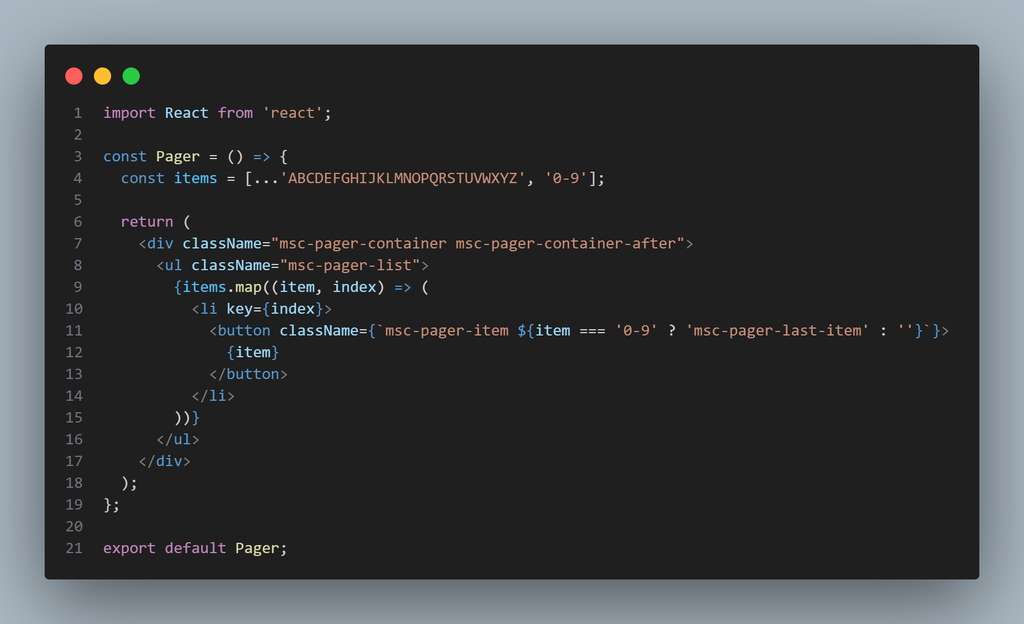 1 import React from 'react';
2
3 const Pager = () => {
4   const items = [...'ABCDEFGHIJKLMNOPQRSTUVWXYZ', '0-9'];
5
6   return (
7     <div className="msc-pager-container msc-pager-container-after">
8       <ul className="msc-pager-list">
9         {items.map((item, index) => (
10           <li key={index}>
11             <button className={`msc-pager-item ${item === '0-9' ? 'msc-pager-last-item' : ''}`}>
12               {item}
13             </button>
14           </li>
15         ))}
16       </ul>
17     </div>
18   );
19 };
20
21 export default Pager;